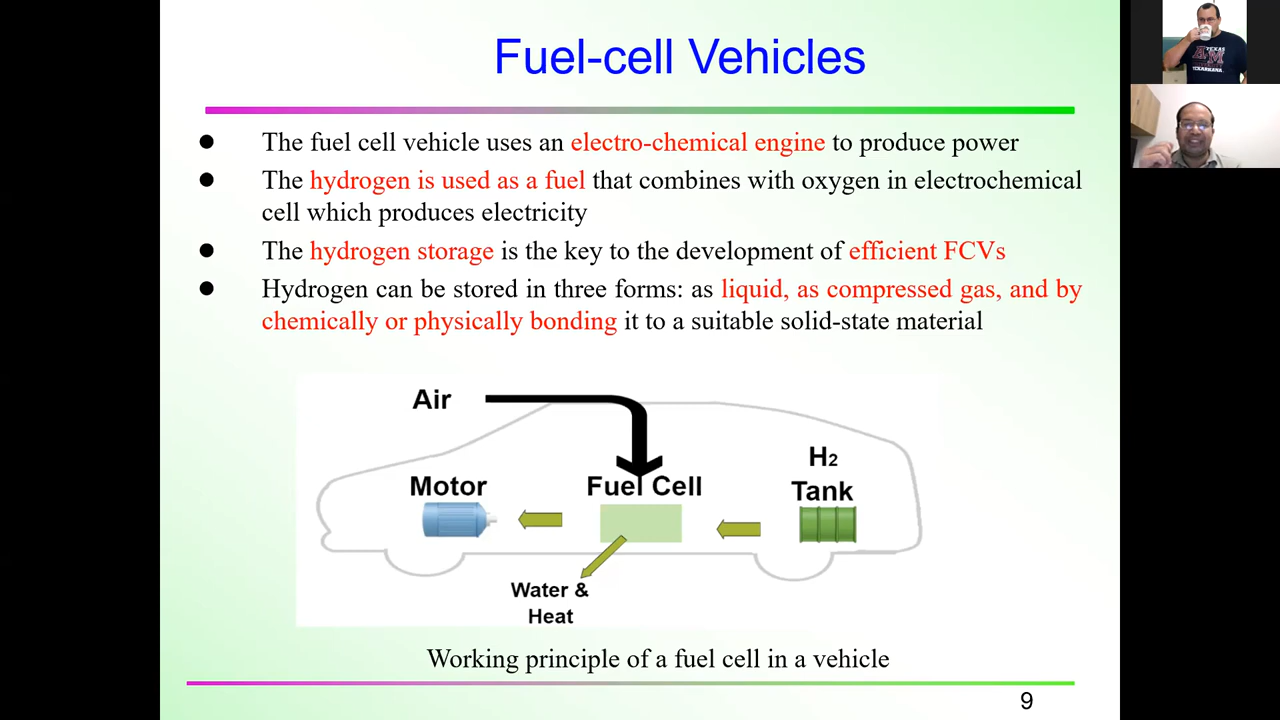 Fuel-cell Vehicles
● The fuel cell vehicle uses an electro-chemical engine to produce power
● The hydrogen is used as a fuel that combines with oxygen in electrochemical
cell which produces electricity
● The hydrogen storage is the key to the development of efficient FCVs
● Hydrogen can be stored in three forms: as liquid, as compressed gas, and by
chemically or physically bonding it to a suitable solid-state material
Air
H2
Motor
Fuel Cell
Tank
Water &
Heat
Working principle of a fuel cell in a vehicle
9
TEXAS
A&M
TEXARKANA